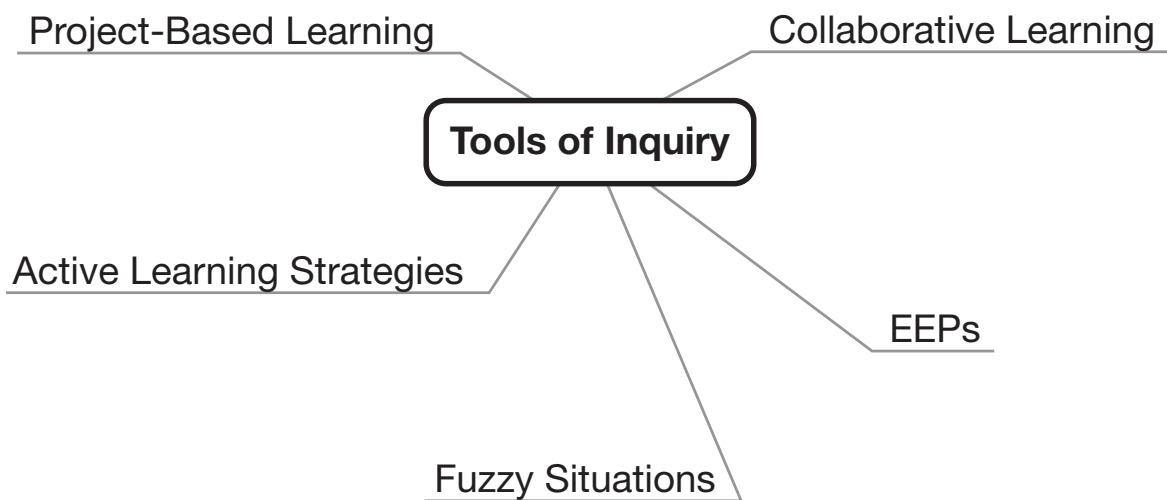 Project-Based Learning
Collaborative Learning
Tools of Inquiry
Active Learning Strategies
EEPs
Fuzzy Situations